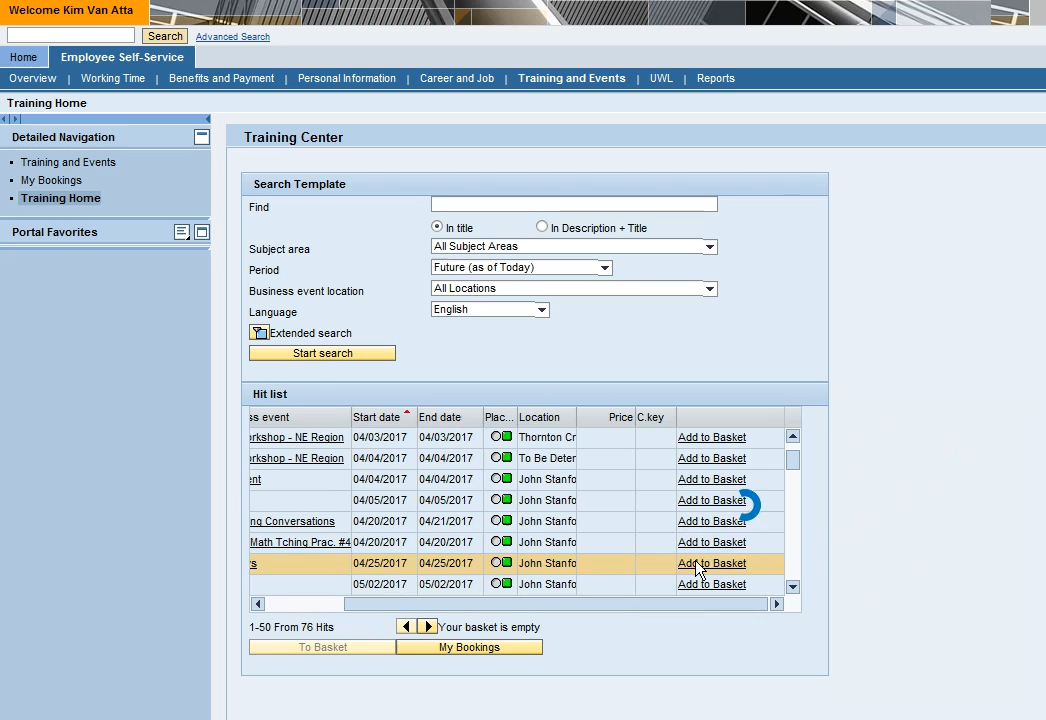 Welcome Kim Van Atta
Search Advanced Search
Home Employee Self-Service
Overview | Working Time | Benefits and Payment | Personal Information | Career and Job | Training and Events | UWL | Reports
Training Home
Detailed Navigation
Training and Events
My Bookings
Training Home
Portal Favorites
Training Center
Search Template
Find
In title In Description + Title
Subject area All Subject Areas
Period Future (as of Today)
Business event location All Locations
Language English
Extended search
Start search
Hit list
ss event Start date End date Plac... Location Price C.key
rkshop - NE Region 04/03/2017 04/03/2017 Thornton Cr Add to Basket
rkshop - NE Region 04/04/2017 04/04/2017 To Be Deter Add to Basket
ent 04/04/2017 04/04/2017 John Stanfo Add to Basket
04/05/2017 04/05/2017 John Stanfo Add to Basket
ng Conversations 04/20/2017 04/21/2017 John Stanfo Add to Basket
Math Tching Prac. #4 04/20/2017 04/20/2017 John Stanfo Add to Basket
rs 04/25/2017 04/25/2017 John Stanfo Add to Basket
05/02/2017 05/02/2017 John Stanfo Add to Basket
1-50 From 76 Hits Your basket is empty
To Basket My Bookings